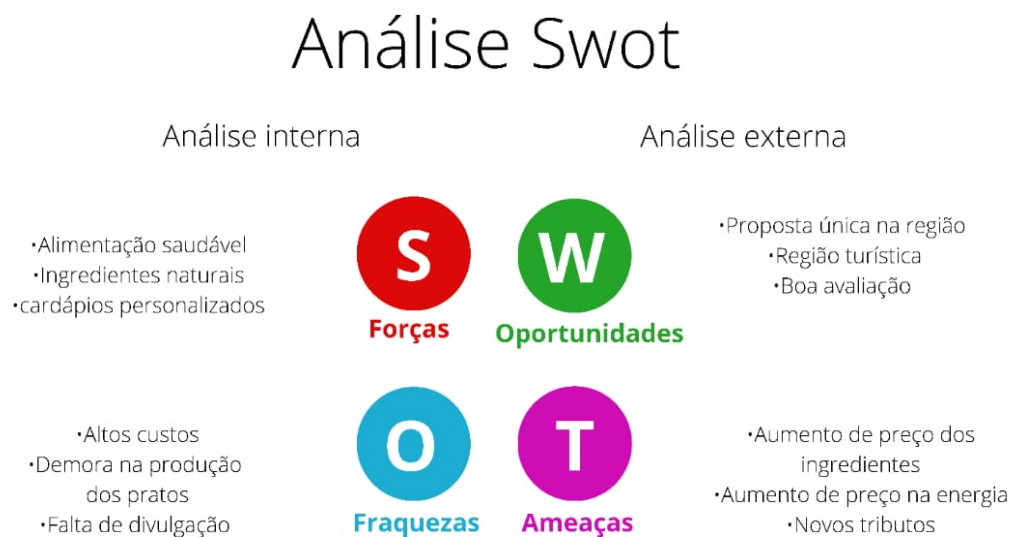 Análise Swot
Análise interna
Análise externa
•Alimentação saudável
•Ingredientes naturais
•cardápios personalizados
S
Forças
W
Oportunidades
•Proposta única na região
•Região turística
•Boa avaliação
•Altos custos
•Demora na produção
dos pratos
•Falta de divulgação
O
Fraquezas
T
Ameaças
•Aumento de preço dos
ingredientes
•Aumento de preço na energia
•Novos tributos